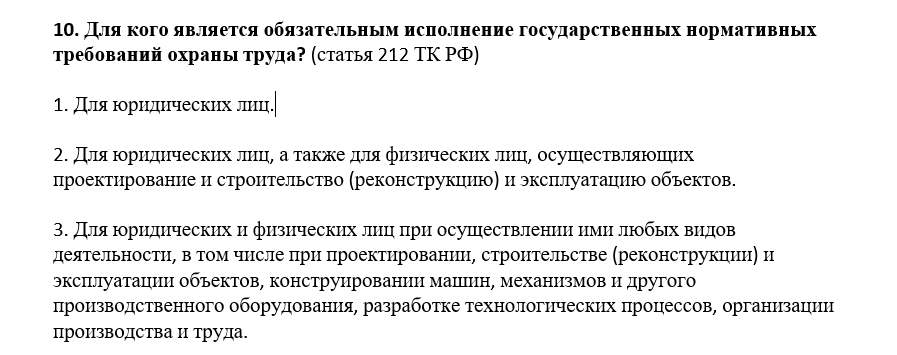 10. Для кого является обязательным исполнение государственных нормативных
требований охраны труда? (статья 212 ТК РФ)
1. Для юридических лиц.
2. Для юридических лиц, а также для физических лиц, осуществляющих
проектирование и строительство (реконструкцию) и эксплуатацию объектов.
3. Для юридических и физических лиц при осуществлении ими любых видов
деятельности, в том числе при проектировании, строительстве (реконструкции) и
эксплуатации объектов, конструировании машин, механизмов и другого
производственного оборудования, разработке технологических процессов, организации
производства и труда.